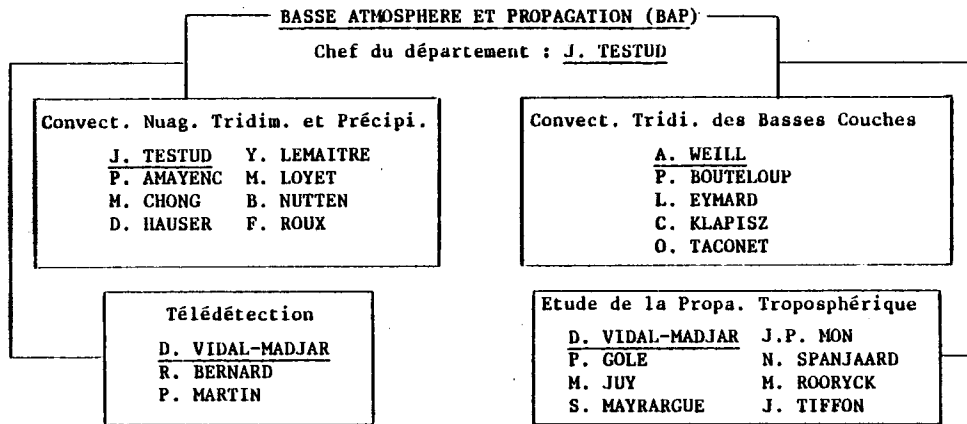 BASSE ATMOSPHERE ET PROPAGATION (BAP)
Chef du département : J. TESTUD
Convect. Nuag. Tridim. et Précipi.
J. TESTUD Y. LEMAITRE
P. AMAYENC M. LOYET
M. CHONG B. NUTTEN
D. HAUSER F. ROUX
Convect. Tridi. des Basses Couches
A. WEILL
P. BOUTELOUP
L. EYMARD
C. KLAPISZ
O. TACONET
Télédétection
D. VIDAL-MADJAR
R. BERNARD
P. MARTIN
Etude de la Propa. Troposphérique
D. VIDAL-MADJAR J.P. MON
P. GOLE N. SPANJAARD
M. JUY M. ROORYCK
S. MAYRARGUE J. TIFFON